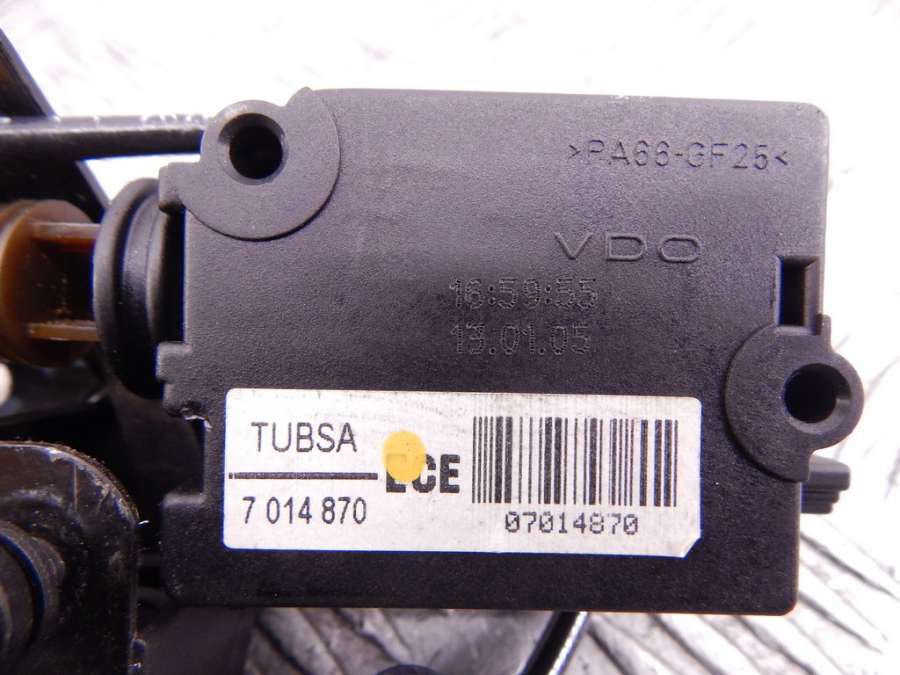 >PA66-GF25<
VDO
16:59:55
13.01.05
TUBSA
ECE
7 014 870
07014870